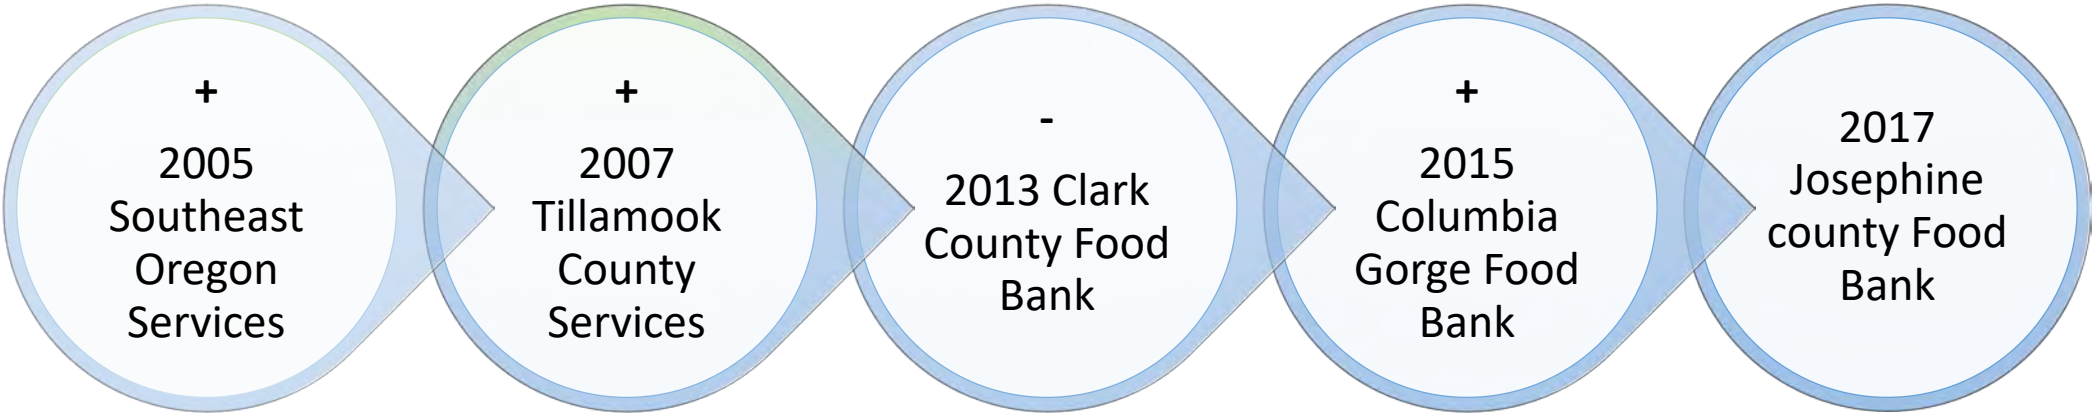 +
2005
Southeast
Oregon
Services
+
2007
Tillamook
County
Services
-
2013 Clark
County Food
Bank
+
2015
Columbia
Gorge Food
Bank
2017
Josephine
county Food
Bank